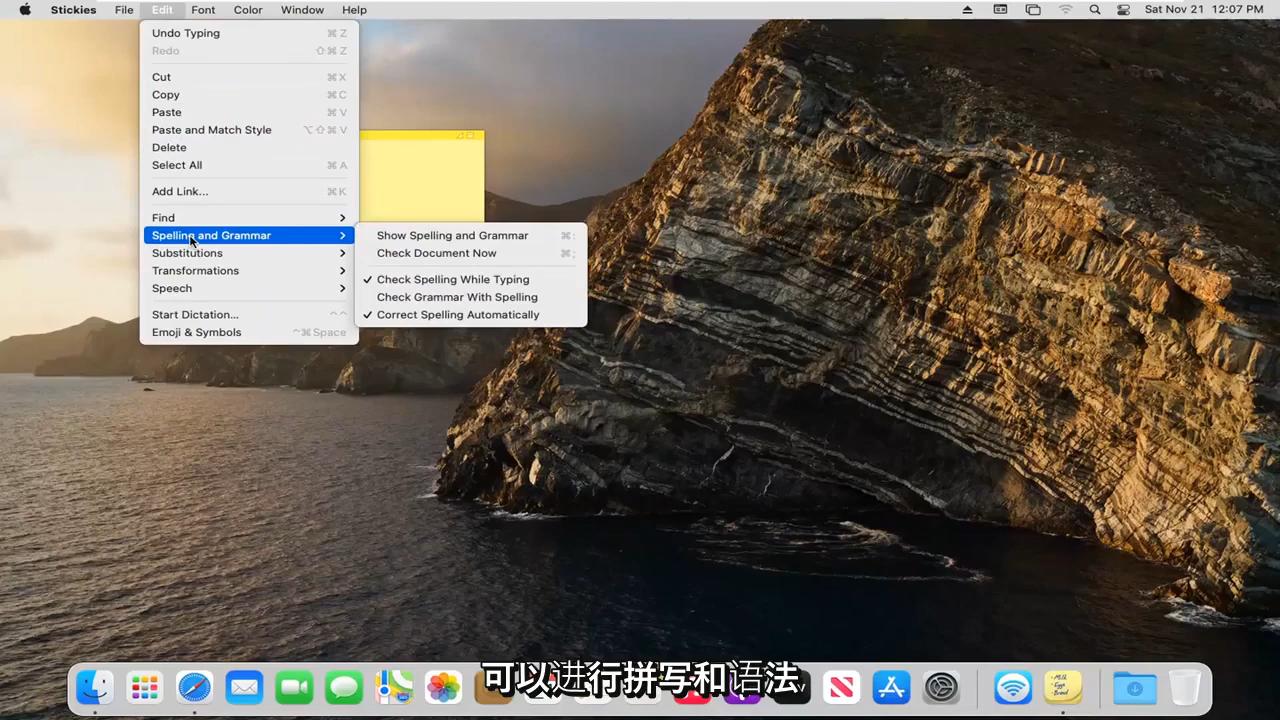 Stickies File Edit Font Color Window Help Sat Nov 21 12:07 PM
Undo Typing ⌘ Z
Redo ⇧ ⌘ Z
Cut ⌘ X
Copy ⌘ C
Paste ⌘ V
Paste and Match Style ⌥ ⇧ ⌘ V
Delete
Select All ⌘ A
Add Link... ⌘ K
Find
Spelling and Grammar
Substitutions
Transformations
Speech
Start Dictation... ^ ^
Emoji & Symbols ^ ⌘ Space
Show Spelling and Grammar ⌘ :
Check Document Now ⌘ ;
Check Spelling While Typing
Check Grammar With Spelling
Correct Spelling Automatically
可以进行拼写和语法